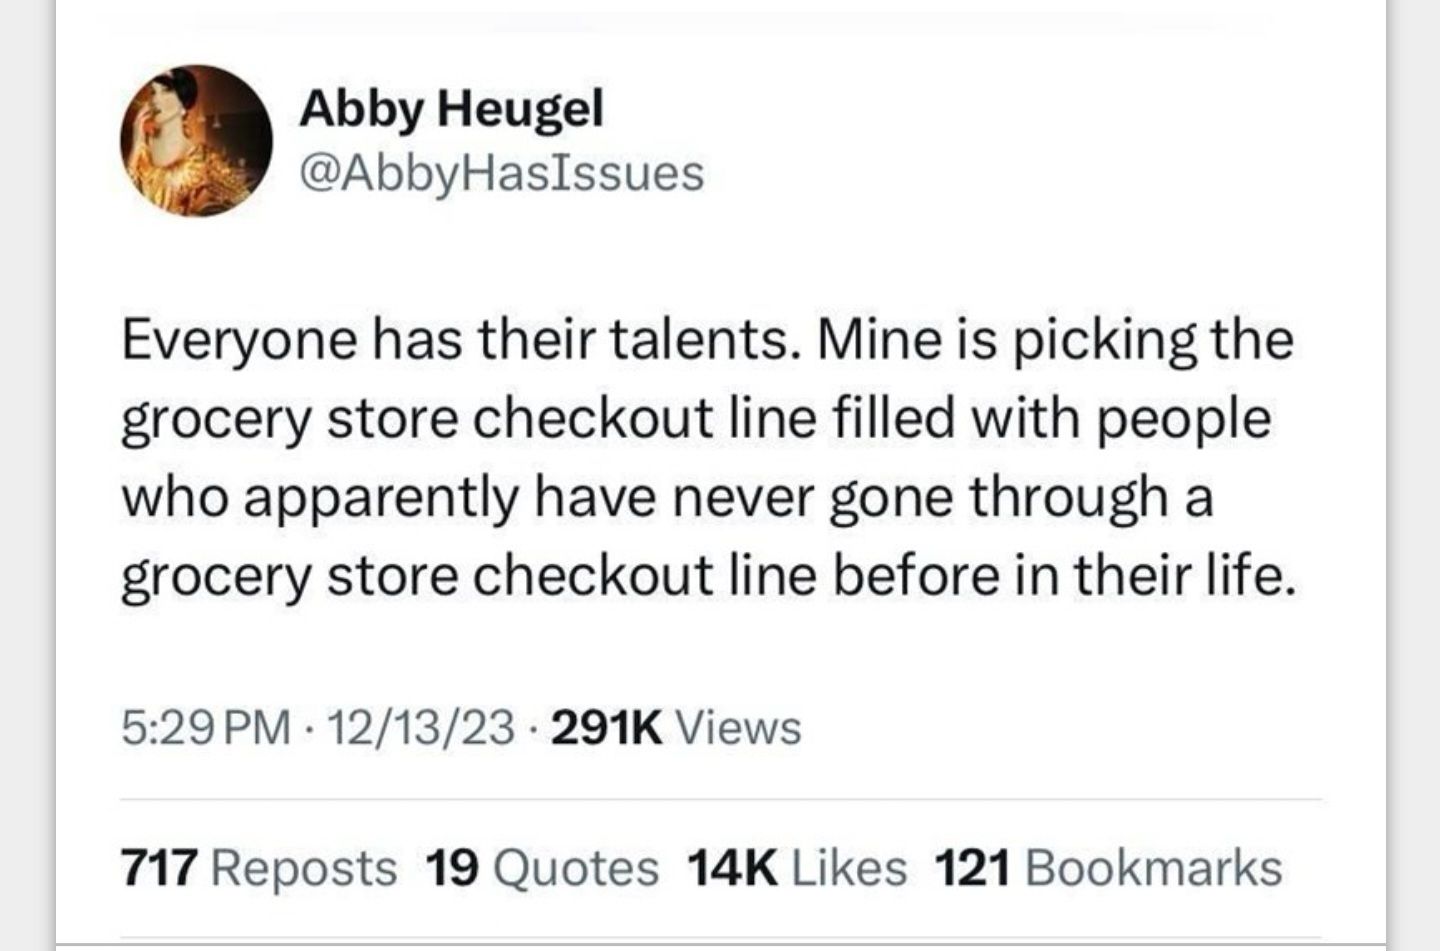 Abby Heugel
@AbbyHasIssues
Everyone has their talents. Mine is picking the
grocery store checkout line filled with people
who apparently have never gone through a
grocery store checkout line before in their life.
5:29 PM · 12/13/23 · 291K Views
717 Reposts 19 Quotes 14K Likes 121 Bookmarks